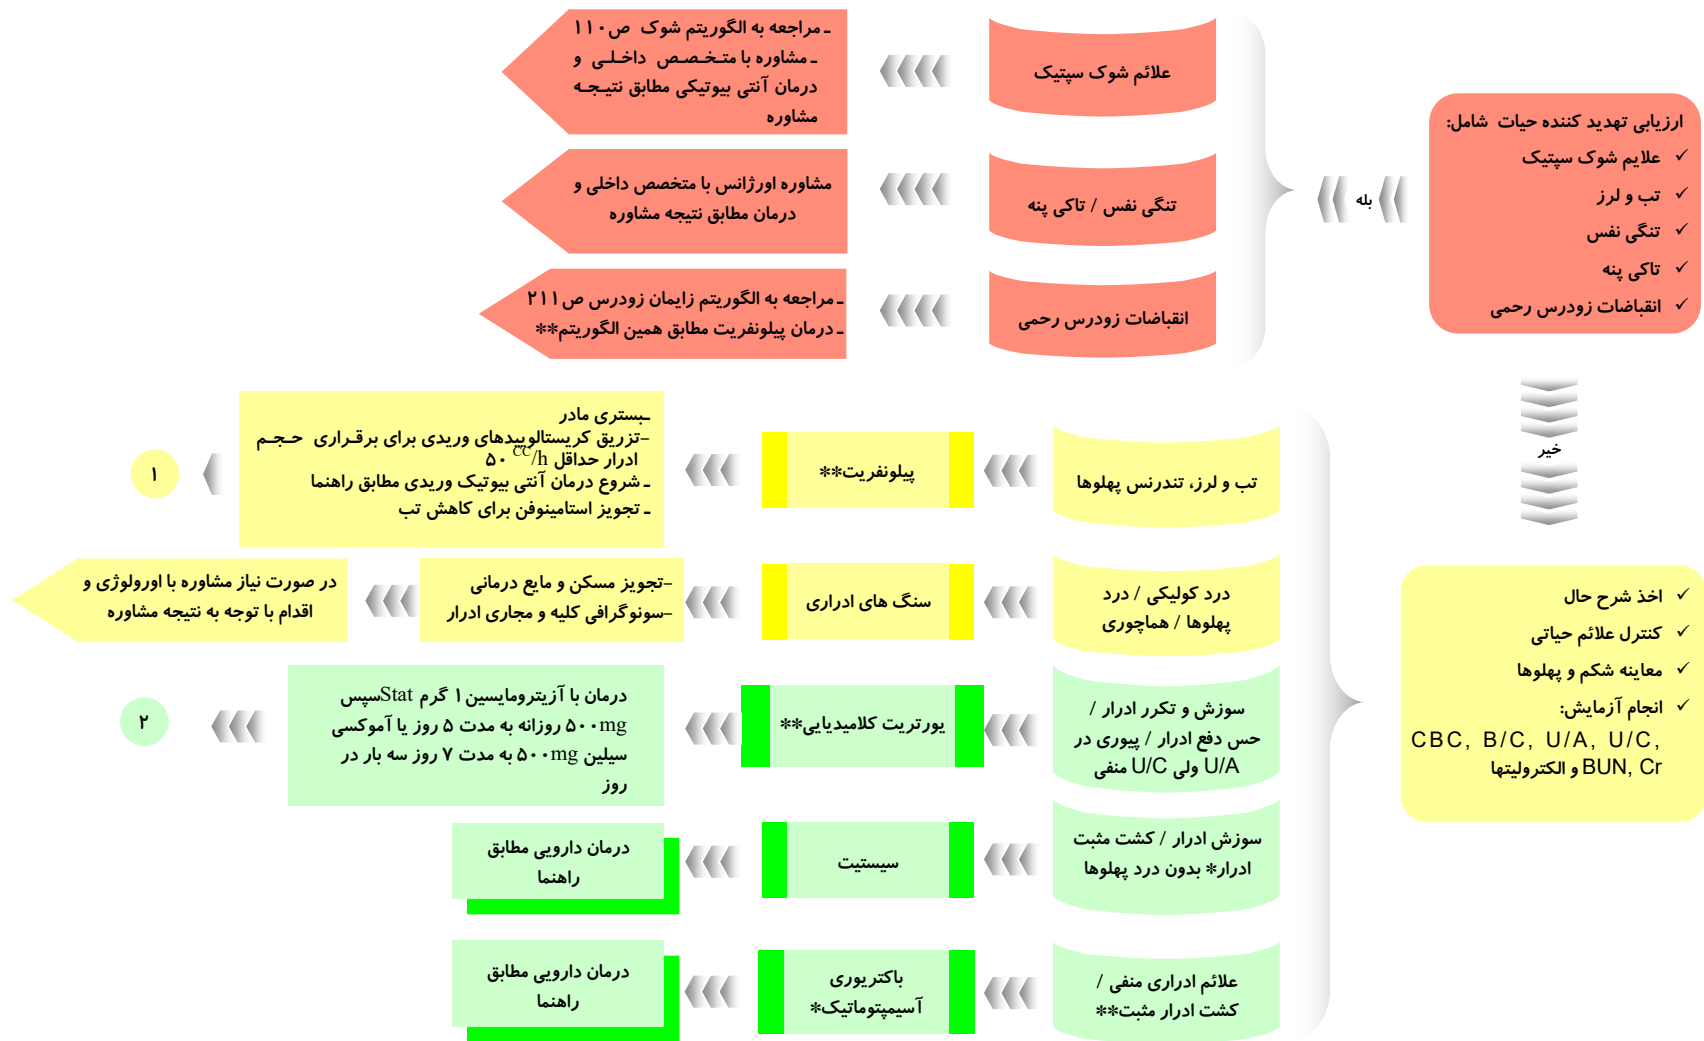 ارزیابی تهدید کننده حیات شامل:
✓ علایم شوک سپتیک
✓ تب و لرز
✓ تنگی نفس
✓ تاکی پنه
✓ انقباضات زودرس رحمی
بله
علائم شوک سپتیک
ـ مراجعه به الگوریتم شوک ص۱۱۰
ـ مشاوره با متخصص داخلی و
درمان آنتی بیوتیکی مطابق نتیجه
مشاوره
تنگی نفس / تاکی پنه
مشاوره اورژانس با متخصص داخلی و
درمان مطابق نتیجه مشاوره
انقباضات زودرس رحمی
ـ مراجعه به الگوریتم زایمان زودرس ص۲۱۱
ـ درمان پیلونفریت مطابق همین الگوریتم**
خیر
✓ اخذ شرح حال
✓ کنترل علائم حیاتی
✓ معاینه شکم و پهلوها
✓ انجام آزمایش:
CBC, B/C, U/A, U/C,
BUN, Cr و الکترولیتها
تب و لرز، تندرنس پهلوها
پیلونفریت**
ـبستری مادر
-تزریق کریستالوییدهای وریدی برای برقراری حجم
ادرار حداقل ۵۰ CC/h
ـ شروع درمان آنتی بیوتیک وریدی مطابق راهنما
ـ تجویز استامینوفن برای کاهش تب
۱
درد کولیکی / درد
پهلوها / هماچوری
سنگ های ادراری
-تجویز مسکن و مایع درمانی
-سونوگرافی کلیه و مجاری ادرار
در صورت نیاز مشاوره با اورولوژی و
اقدام با توجه به نتیجه مشاوره
سوزش و تکرر ادرار /
حس دفع ادرار / پیوری در
U/A ولی U/C منفی
یورتریت کلامیدیایی**
درمان با آزیترومایسین ۱ گرم Stat سپس
۵۰۰mg روزانه به مدت ۵ روز یا آموکسی
سیلین ۵۰۰mg به مدت ۷ روز سه بار در
روز
۲
سوزش ادرار / کشت مثبت
ادرار* بدون درد پهلوها
سیستیت
درمان دارویی مطابق
راهنما
علائم ادراری منفی /
کشت ادرار مثبت**
باکتریوری
آسیمپتوماتیک*
درمان دارویی مطابق
راهنما